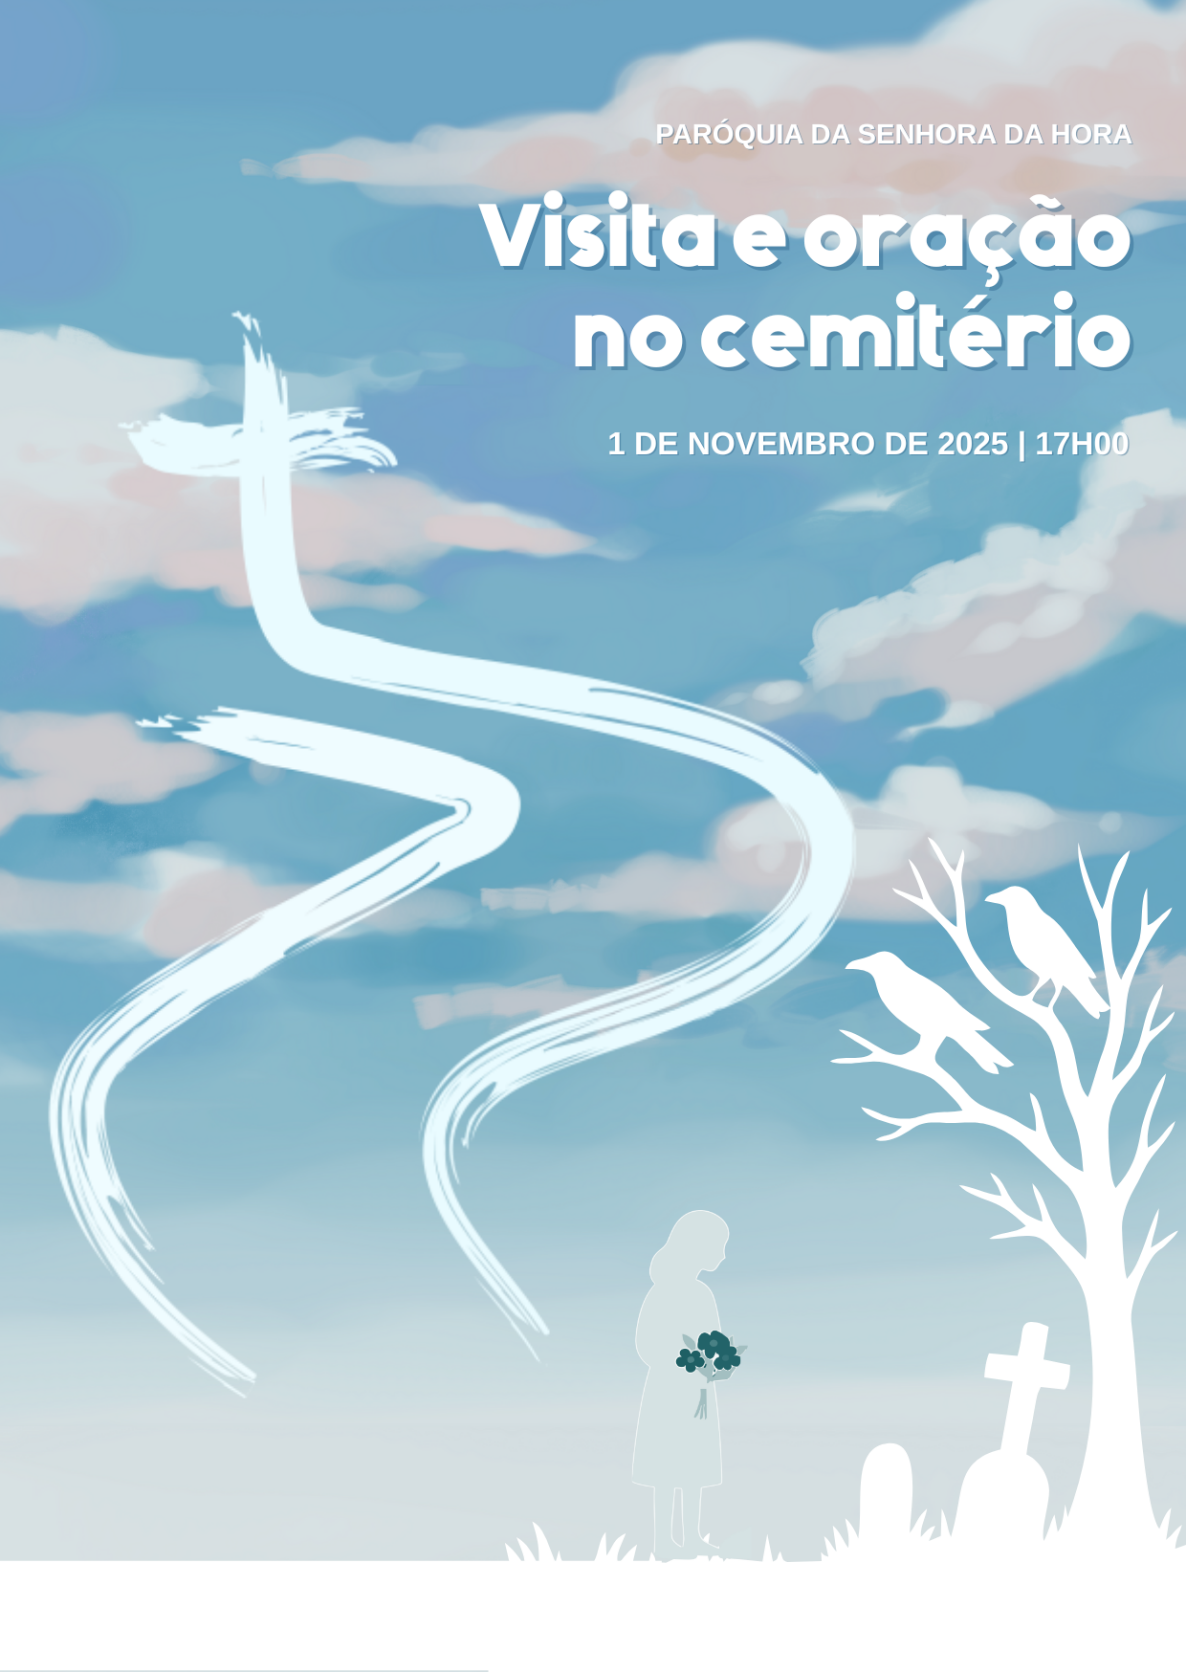 PARÓQUIA DA SENHORA DA HORA
Visita e oração
no cemitério
1 DE NOVEMBRO DE 2025 | 17H00